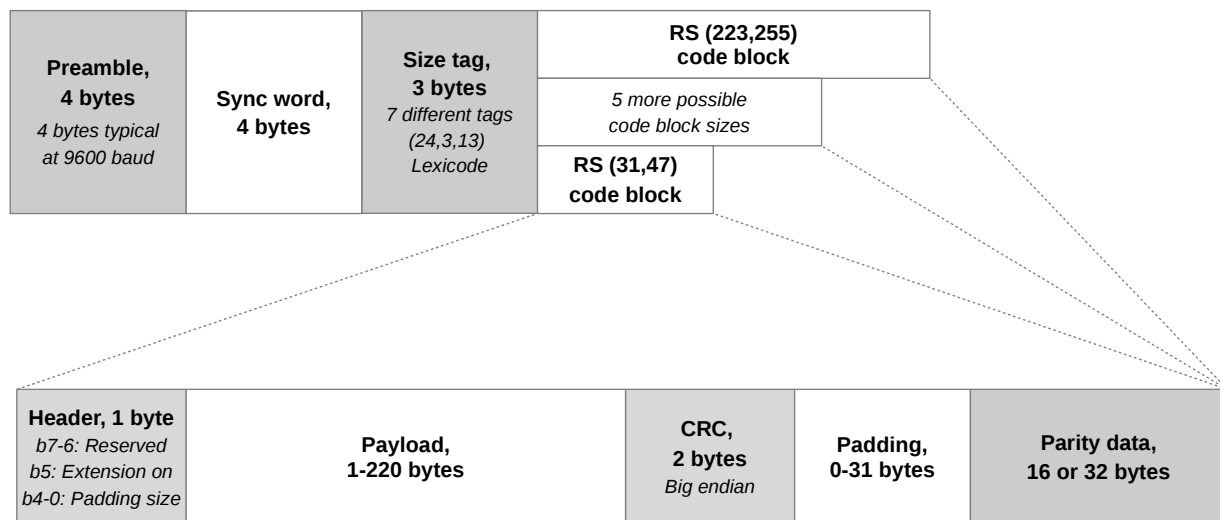 Preamble,
4 bytes
4 bytes typical
at 9600 baud
Sync word,
4 bytes
Size tag,
3 bytes
7 different tags
(24,3,13)
Lexicode
RS (223,255)
code block
5 more possible
code block sizes
RS (31,47)
code block
Header, 1 byte
b7-6: Reserved
b5: Extension on
b4-0: Padding size
Payload,
1-220 bytes
CRC,
2 bytes
Big endian
Padding,
0-31 bytes
Parity data,
16 or 32 bytes